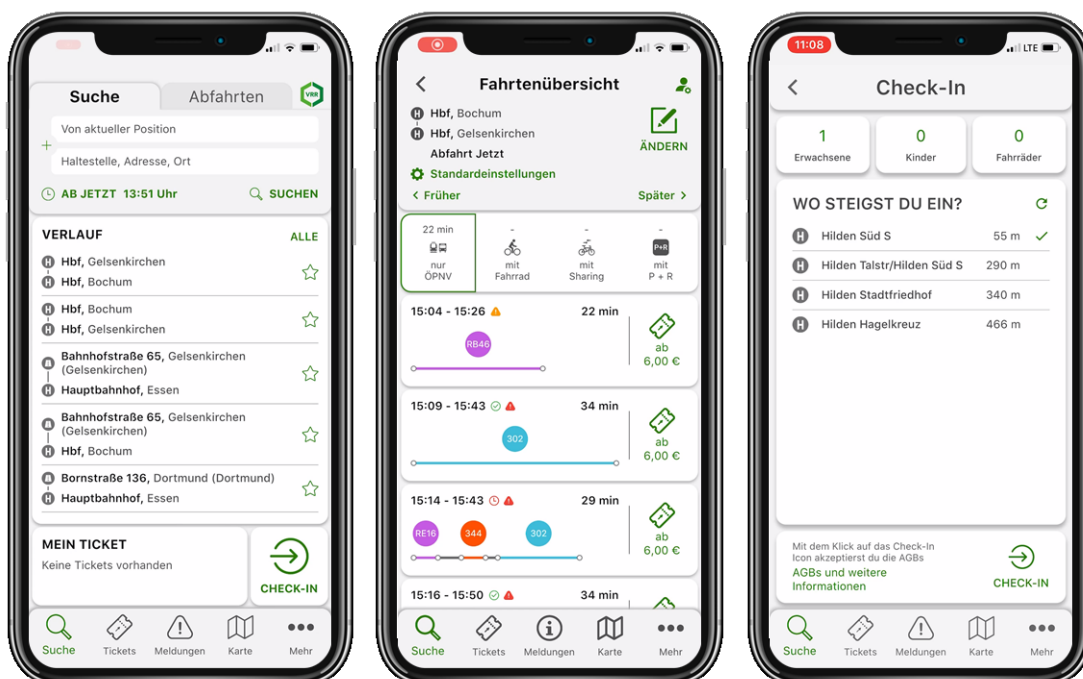 Suche
Abfahrten
VRR
Von aktueller Position
+
Haltestelle, Adresse, Ort
AB JETZT 13:51 Uhr
SUCHEN
VERLAUF
ALLE
H Hbf, Gelsenkirchen
H Hbf, Bochum
H Hbf, Bochum
H Hbf, Gelsenkirchen
Bahnhofstraße 65, Gelsenkirchen
(Gelsenkirchen)
H Hauptbahnhof, Essen
Bahnhofstraße 65, Gelsenkirchen
(Gelsenkirchen)
H Hbf, Bochum
Bornstraße 136, Dortmund (Dortmund)
H Hauptbahnhof, Essen
MEIN TICKET
Keine Tickets vorhanden
CHECK-IN
Suche
Tickets
Meldungen
Karte
Mehr
Fahrtenübersicht
H Hbf, Bochum
H Hbf, Gelsenkirchen
Abfahrt Jetzt
ÄNDERN
Standardeinstellungen
< Früher
Später >
22 min
nur
ÖPNV
-
mit
Fahrrad
-
mit
Sharing
-
P+R
mit
P + R
15:04 - 15:26
22 min
RB46
ab
6,00 €
15:09 - 15:43
34 min
302
ab
6,00 €
15:14 - 15:43
29 min
RE16
344
302
ab
6,00 €
15:16 - 15:50
34 min
Suche
Tickets
Meldungen
Karte
Mehr
11:08
LTE
Check-In
1
Erwachsene
0
Kinder
0
Fahrräder
WO STEIGST DU EIN?
H Hilden Süd S 55 m
H Hilden Talstr/Hilden Süd S 290 m
H Hilden Stadtfriedhof 340 m
H Hilden Hagelkreuz 466 m
Mit dem Klick auf das Check-In
Icon akzeptierst du die AGBs
AGBs und weitere
Informationen
CHECK-IN
Suche
Tickets
Meldungen
Karte
Mehr